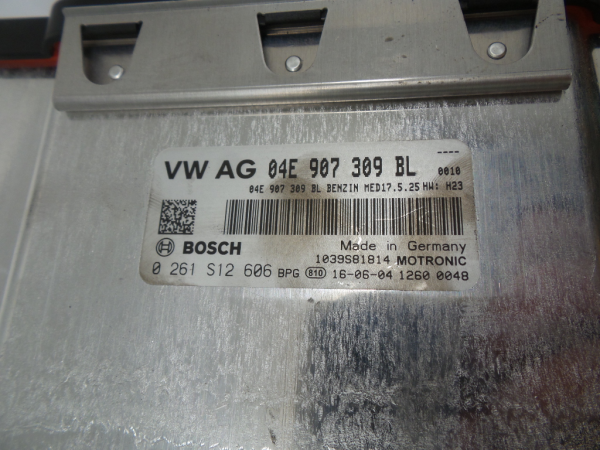 ----
VW AG 04E 907 309 BL 0010
04E 907 309 BL BENZIN MED17.5.25 HW: H23
BOSCH
Made in Germany
1039S81814 MOTRONIC
0 261 S12 606 BPG 810 16-06-04 1260 0048